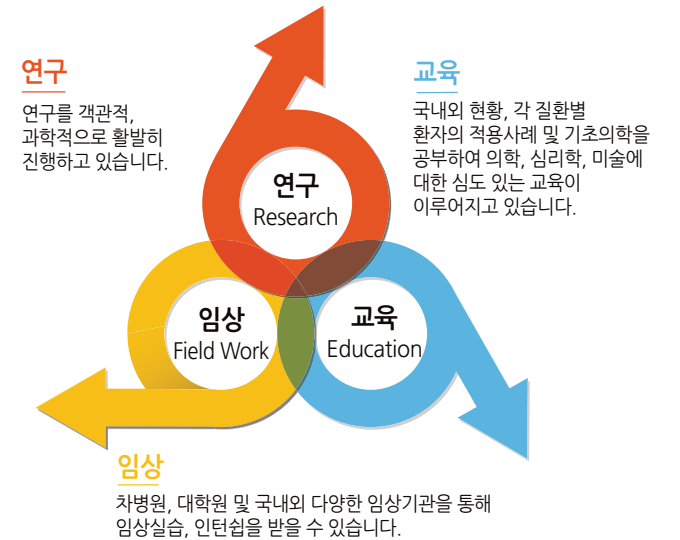 연구
연구를 객관적,
과학적으로 활발히
진행하고 있습니다.
교육
국내외 현황, 각 질환별
환자의 적용사례 및 기초의학을
공부하여 의학, 심리학, 미술에
대한 심도 있는 교육이
이루어지고 있습니다.
연구
Research
임상
Field Work
교육
Education
임상
차병원, 대학원 및 국내외 다양한 임상기관을 통해
임상실습, 인턴쉽을 받을 수 있습니다.